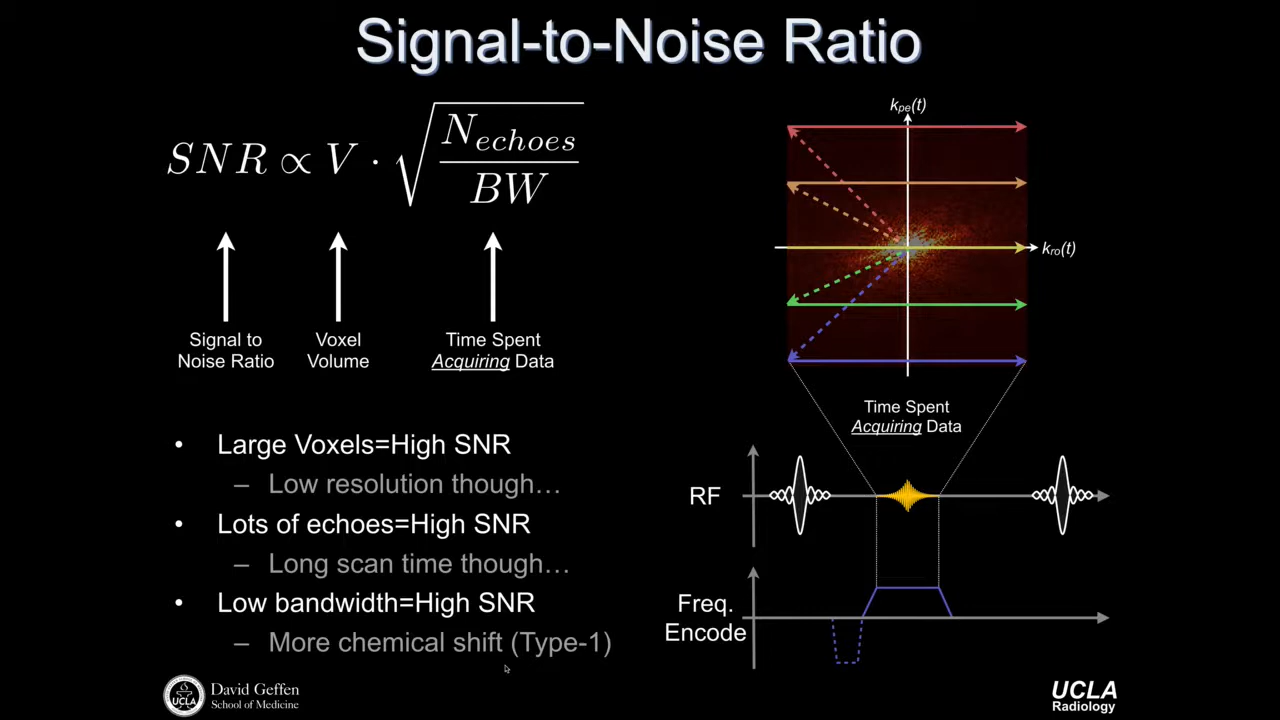 Signal-to-Noise Ratio
SNR ∝ V · √(N_echoes / BW)
Signal to
Noise Ratio
Voxel
Volume
Time Spent
Acquiring Data
• Large Voxels=High SNR
– Low resolution though…
• Lots of echoes=High SNR
– Long scan time though…
• Low bandwidth=High SNR
– More chemical shift (Type-1)
k_pe(t)
k_ro(t)
Time Spent
Acquiring Data
RF
Freq.
Encode
UCLA
David Geffen
School of Medicine
UCLA
Radiology